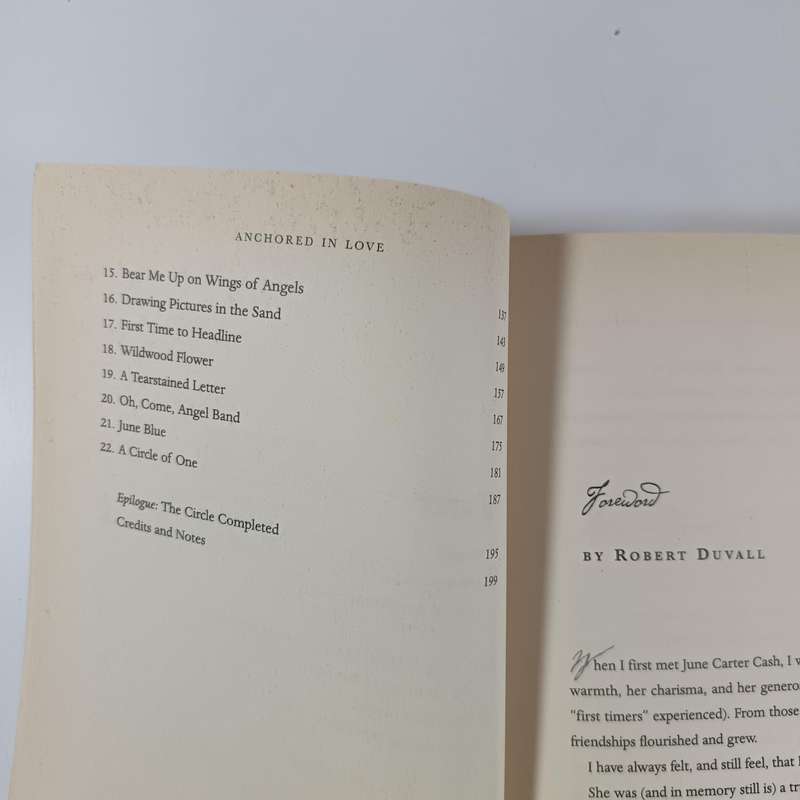 ANCHORED IN LOVE
15. Bear Me Up on Wings of Angels 137
16. Drawing Pictures in the Sand 143
17. First Time to Headline 149
18. Wildwood Flower 157
19. A Tearstained Letter 167
20. Oh, Come, Angel Band 175
21. June Blue 181
22. A Circle of One 187
Epilogue: The Circle Completed 195
Credits and Notes 199
Foreword
BY ROBERT DUVALL
When I first met June Carter Cash, I
warmth, her charisma, and her
"first timers" experienced). From those
friendships flourished and grew.
I have always felt, and still feel, that
She was (and in memory still is) a